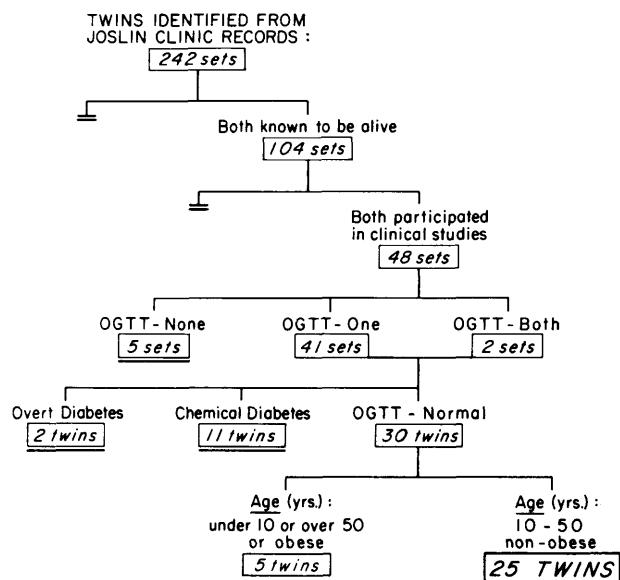 TWINS IDENTIFIED FROM
JOSLIN CLINIC RECORDS :
242 sets
Both known to be alive
104 sets
Both participated
in clinical studies
48 sets
OGTT-None
5 sets
OGTT-One
41 sets
OGTT-Both
2 sets
Overt Diabetes
2 twins
Chemical Diabetes
11 twins
OGTT - Normal
30 twins
Age (yrs.) :
under 10 or over 50
or obese
5 twins
Age (yrs.) :
10 - 50
non-obese
25 TWINS